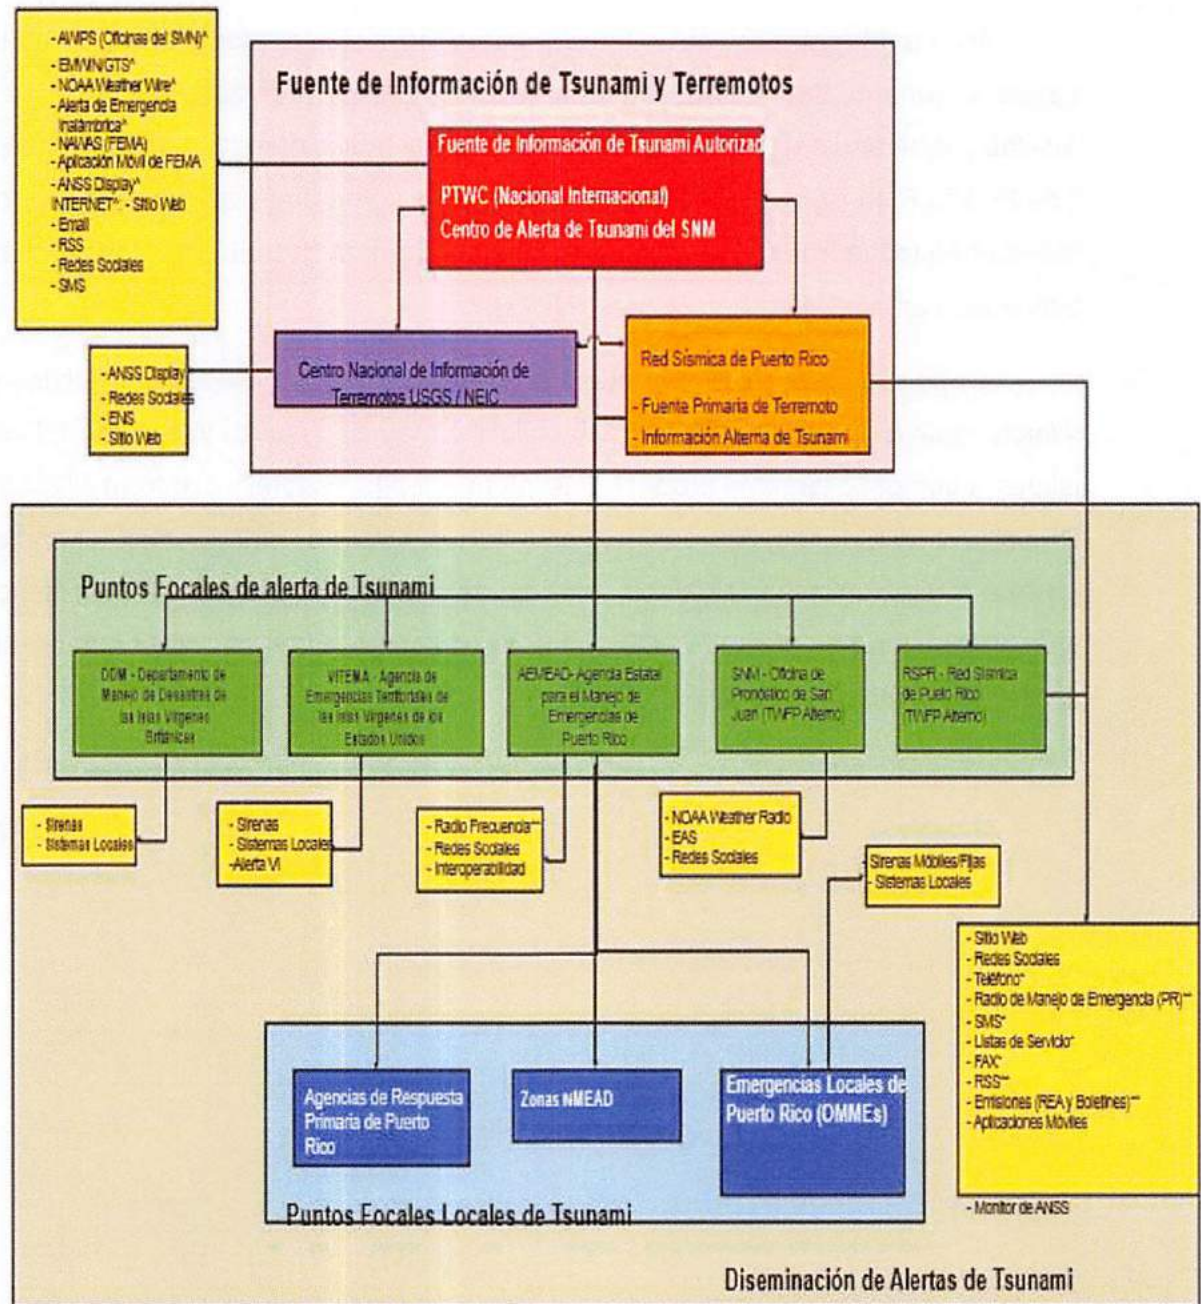 - AWIPS (Oficinas del SMN)^
- EMWIN/GTS^
- NOAA Weather Wire^
- Alerta de Emergencia
Inalámbrica^
- NAWAS (FEMA)
- Aplicación Móvil de FEMA
- ANSS Display^
INTERNET^: - Sitio Web
- Email
- RSS
- Redes Sociales
- SMS
Fuente de Información de Tsunami y Terremotos
Fuente de Información de Tsunami Autorizad
PTWC (Nacional Internacional)
Centro de Alerta de Tsunami del SNM
- ANSS Display
- Redes Sociales
- ENS
- Sitio Web
Centro Nacional de Información de
Terremotos USGS / NEIC
Red Sísmica de Puerto Rico
- Fuente Primaria de Terremoto
- Información Alterna de Tsunami
Puntos Focales de alerta de Tsunami
DDM - Departamento de
Manejo de Desastres de
las Islas Vírgenes
Británicas
VITEMA - Agencia de
Emergencias Territoriales de
las Islas Vírgenes de los
Estados Unidos
AEMEAD- Agencia Estatal
para el Manejo de
Emergencias de
Puerto Rico
SNM - Oficina de
Pronóstico de San
Juan (TWFP Alterno)
RSPR - Red Sísmica
de Puerto Rico
(TWFP Alterno)
- Sirenas
- Sistemas Locales
- Sirenas
- Sistemas Locales
-Alerta VI
- Radio Frecuencia**
- Redes Sociales
- Interoperabilidad
- NOAA Weather Radio
- EAS
- Redes Sociales
-Sirenas Móbiles/Fijas
- Sistemas Locales
- Sitio Web
- Redes Sociales
- Teléfono*
- Radio de Manejo de Emergencia (PR)**
- SMS*
- Listas de Servicio*
- FAX*
- RSS**
- Emisiones (REA y Boletines)**
- Aplicaciones Móviles
- Monitor de ANSS
Agencias de Respuesta
Primaria de Puerto
Rico
Zonas NMEAD
Emergencias Locales de
Puerto Rico (OMMEs)
Puntos Focales Locales de Tsunami
Diseminación de Alertas de Tsunami